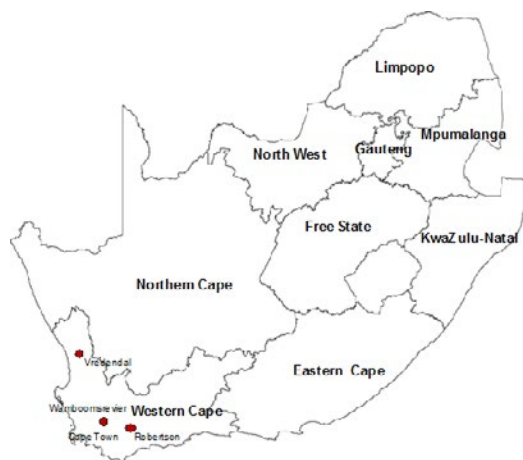 Limpopo
Mpumalanga
Gauteng
North West
Free State
KwaZulu-Natal
Northern Cape
Vredendal
Eastern Cape
Wamboomsrevier
Western Cape
Cape Town
Robertson